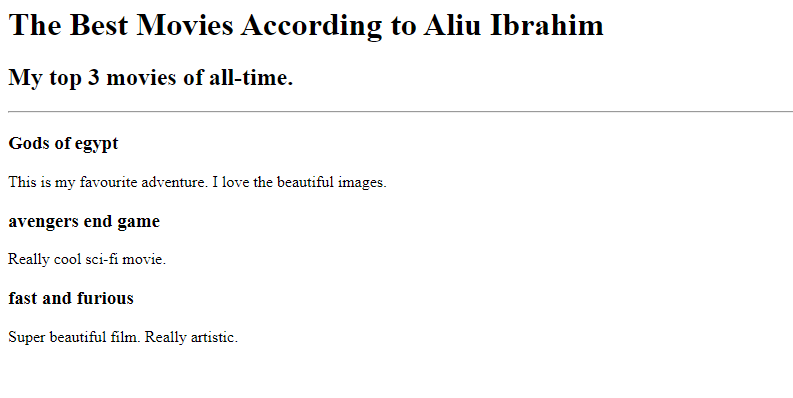 The Best Movies According to Aliu Ibrahim
My top 3 movies of all-time.
Gods of egypt
This is my favourite adventure. I love the beautiful images.
avengers end game
Really cool sci-fi movie.
fast and furious
Super beautiful film. Really artistic.